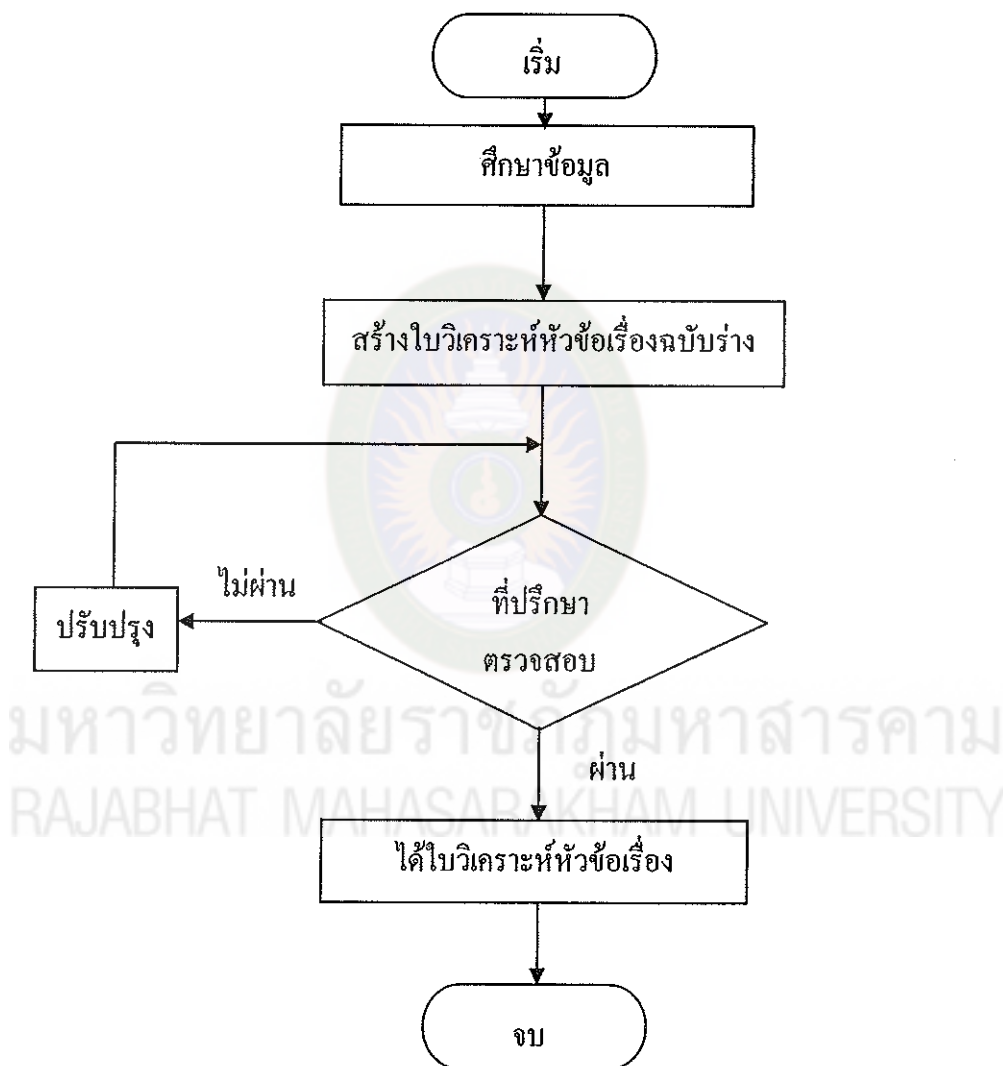 เริ่ม
ศึกษาข้อมูล
สร้างใบวิเคราะห์หัวข้อเรื่องฉบับร่าง
ไม่ผ่าน
ปรับปรุง
ที่ปรึกษา
ตรวจสอบ
มหาวิทยาลัยราชภัฏมหาสารคาม
ผ่าน
RAJABHAT MAHASARAKHAM UNIVERSITY
ได้ใบวิเคราะห์หัวข้อเรื่อง
จบ